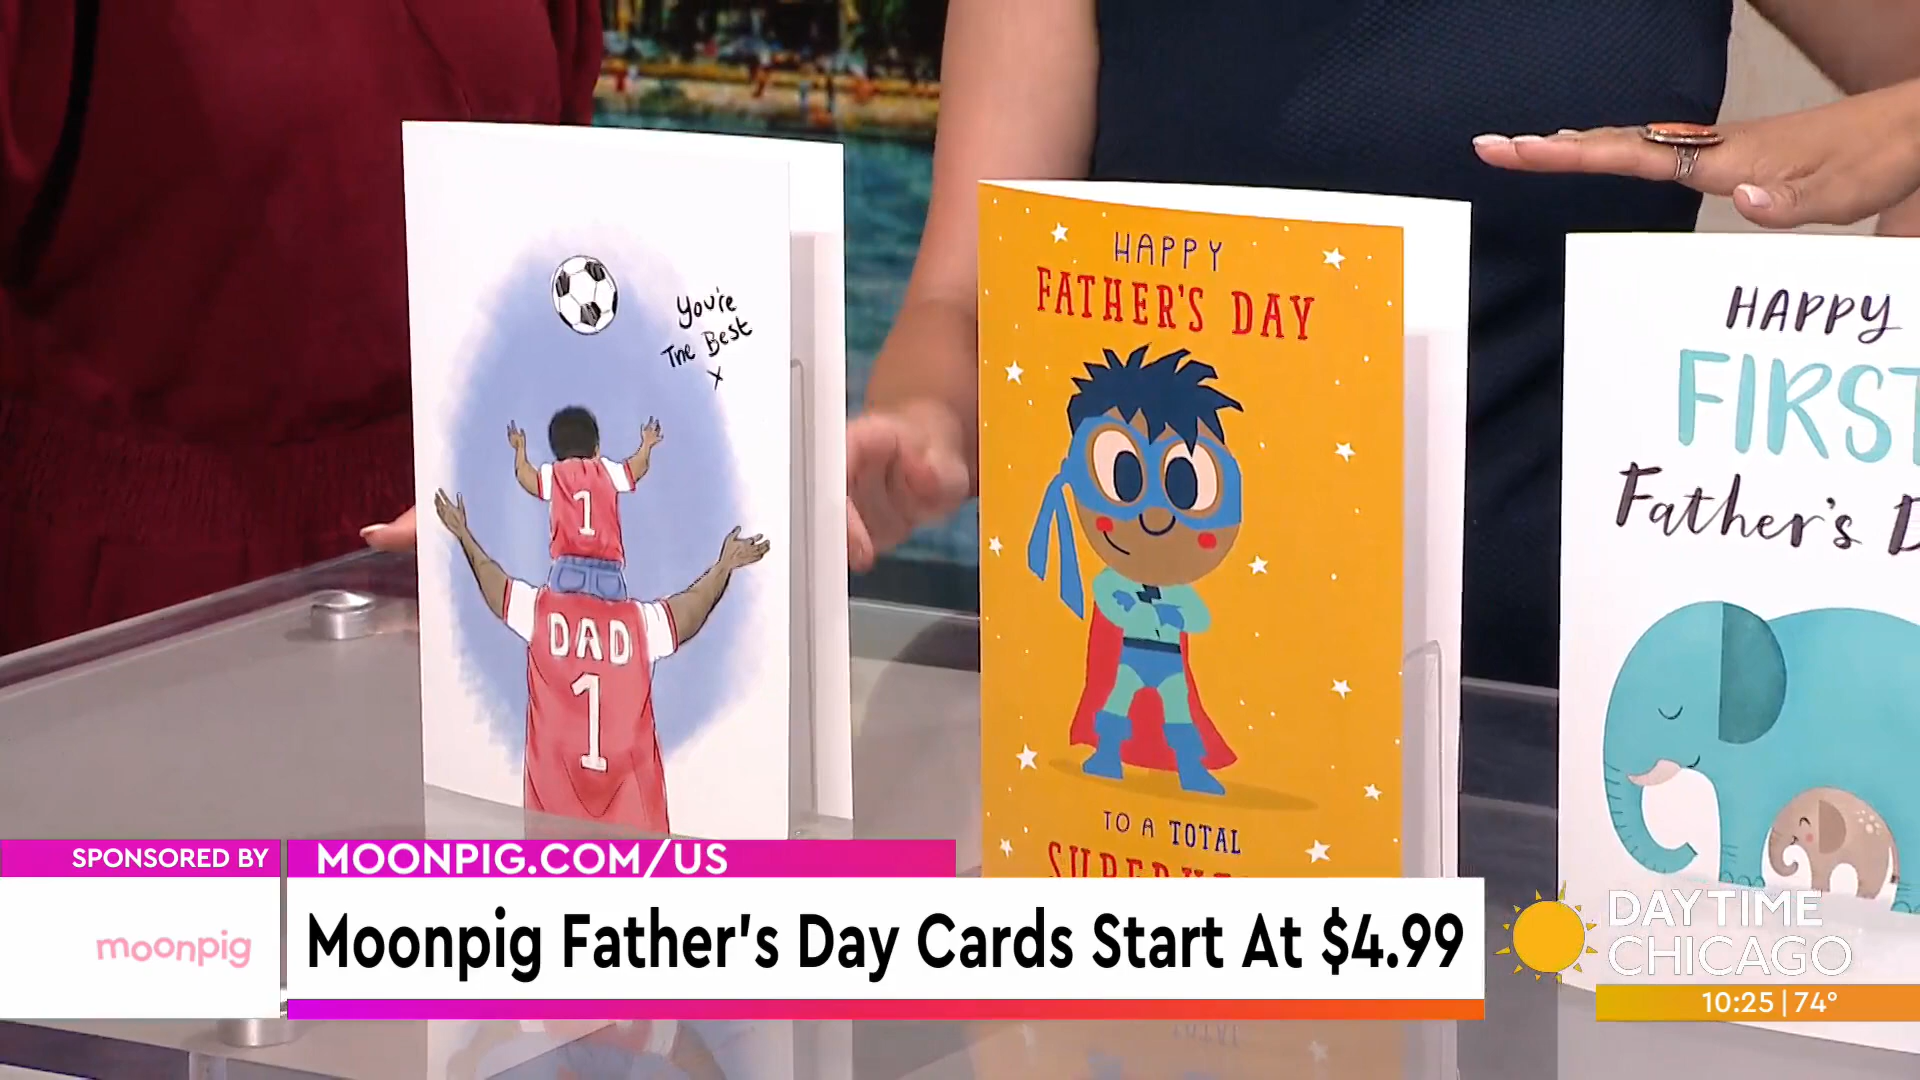 You're
The Best
X
1
DAD
1
HAPPY
FATHER'S DAY
TO A TOTAL
HAPPY
FIRST
Father's
SPONSORED BY
MOONPIG.COM/US
moonpig
Moonpig Father's Day Cards Start At $4.99
DAYTIME
CHICAGO
10:25 | 74°